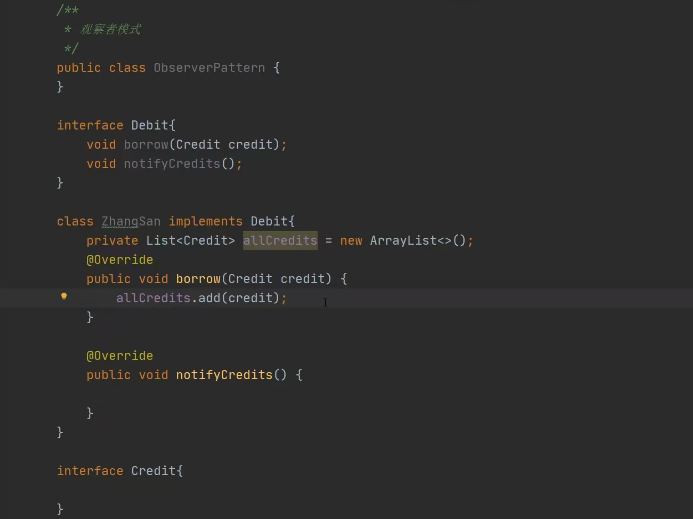 /**
 * 观察者模式
 */
public class ObserverPattern {
}
interface Debit{
void borrow(Credit credit);
void notifyCredits();
}
class ZhangSan implements Debit{
private List<Credit> allCredits = new ArrayList<>();
@Override
public void borrow(Credit credit) {
allCredits.add(credit);
}
@Override
public void notifyCredits() {
}
}
interface Credit{
}